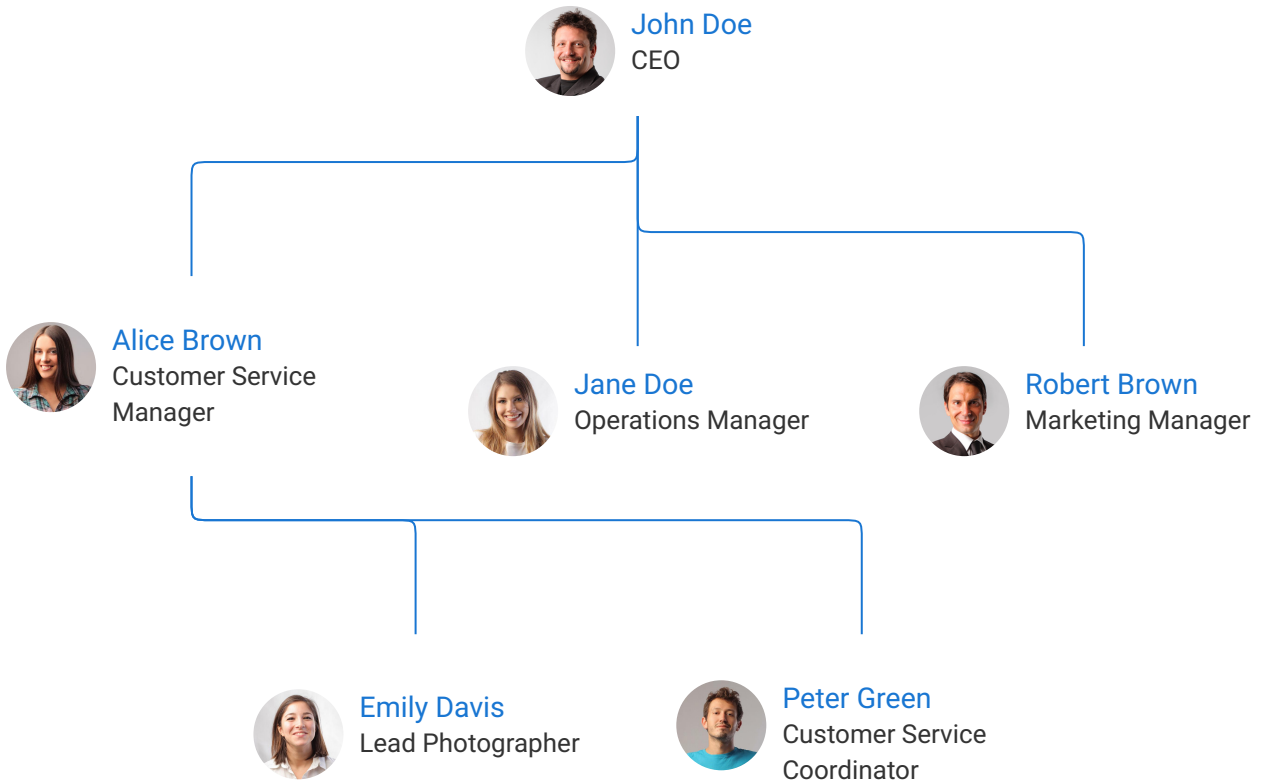 John Doe
CEO
Alice Brown
Customer Service
Manager
Jane Doe
Operations Manager
Robert Brown
Marketing Manager
Emily Davis
Lead Photographer
Peter Green
Customer Service
Coordinator